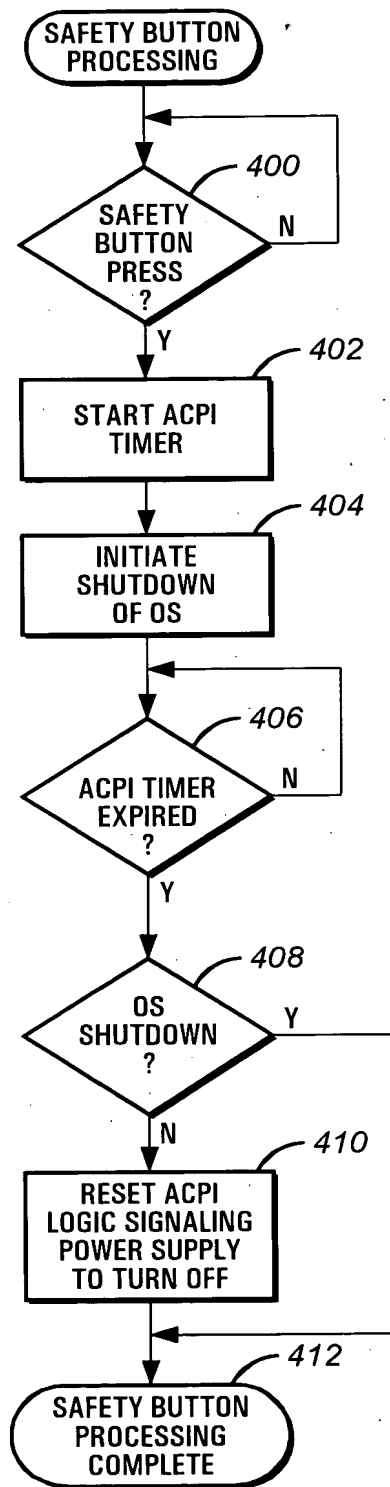 SAFETY BUTTON
PROCESSING
400
SAFETY
BUTTON
PRESS
?
N
Y
402
START ACPI
TIMER
404
INITIATE
SHUTDOWN
OF OS
406
ACPI TIMER
EXPIRED
?
N
Y
408
OS
SHUTDOWN
?
Y
N
410
RESET ACPI
LOGIC SIGNALING
POWER SUPPLY
TO TURN OFF
412
SAFETY BUTTON
PROCESSING
COMPLETE